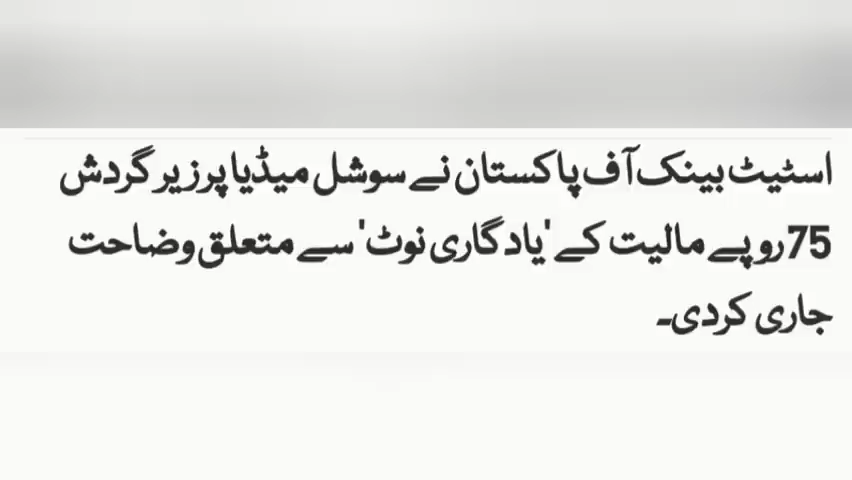 اسٹیٹ بینک آف پاکستان نے سوشل میڈیا پر زیر گردش
75 روپے مالیت کے 'یادگاری نوٹ' سے متعلق وضاحت
جاری کردی۔